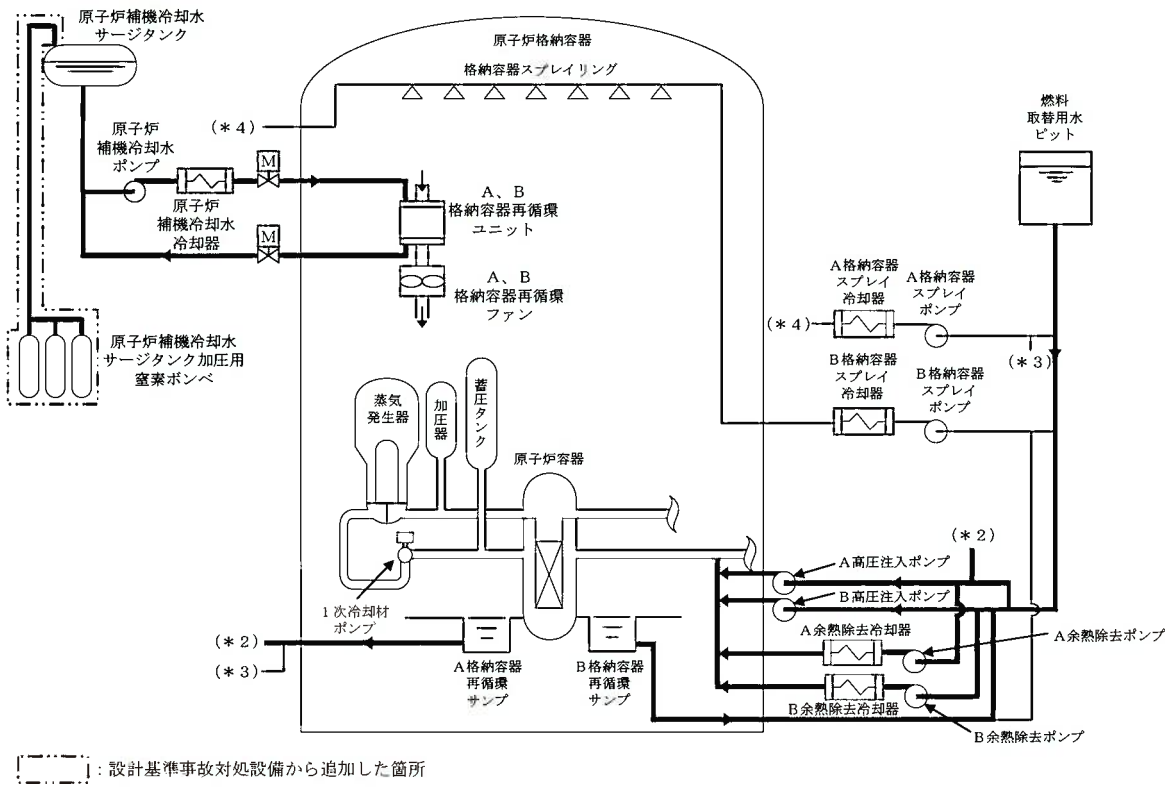 原子炉補機冷却水
サージタンク
原子炉格納容器
格納容器スプレイリング
(*4)
原子炉
補機冷却水
ポンプ
M
原子炉
補機冷却水
冷却器
M
A、B
格納容器再循環
ユニット
A、B
格納容器再循環
ファン
燃料
取替用水
ピット
A格納容器
スプレイ
冷却器
A格納容器
スプレイ
ポンプ
(*4)
(*3)
B格納容器
スプレイ
冷却器
B格納容器
スプレイ
ポンプ
原子炉補機冷却水
サージタンク加圧用
窒素ボンベ
蒸気
発生器
加圧器
蓄圧タンク
原子炉容器
1次冷却材
ポンプ
(*2)
A高圧注入ポンプ
B高圧注入ポンプ
A余熱除去冷却器
A余熱除去ポンプ
B余熱除去冷却器
B余熱除去ポンプ
(*2)
(*3)
A格納容器
再循環
サンプ
B格納容器
再循環
サンプ
:設計基準事故対処設備から追加した箇所